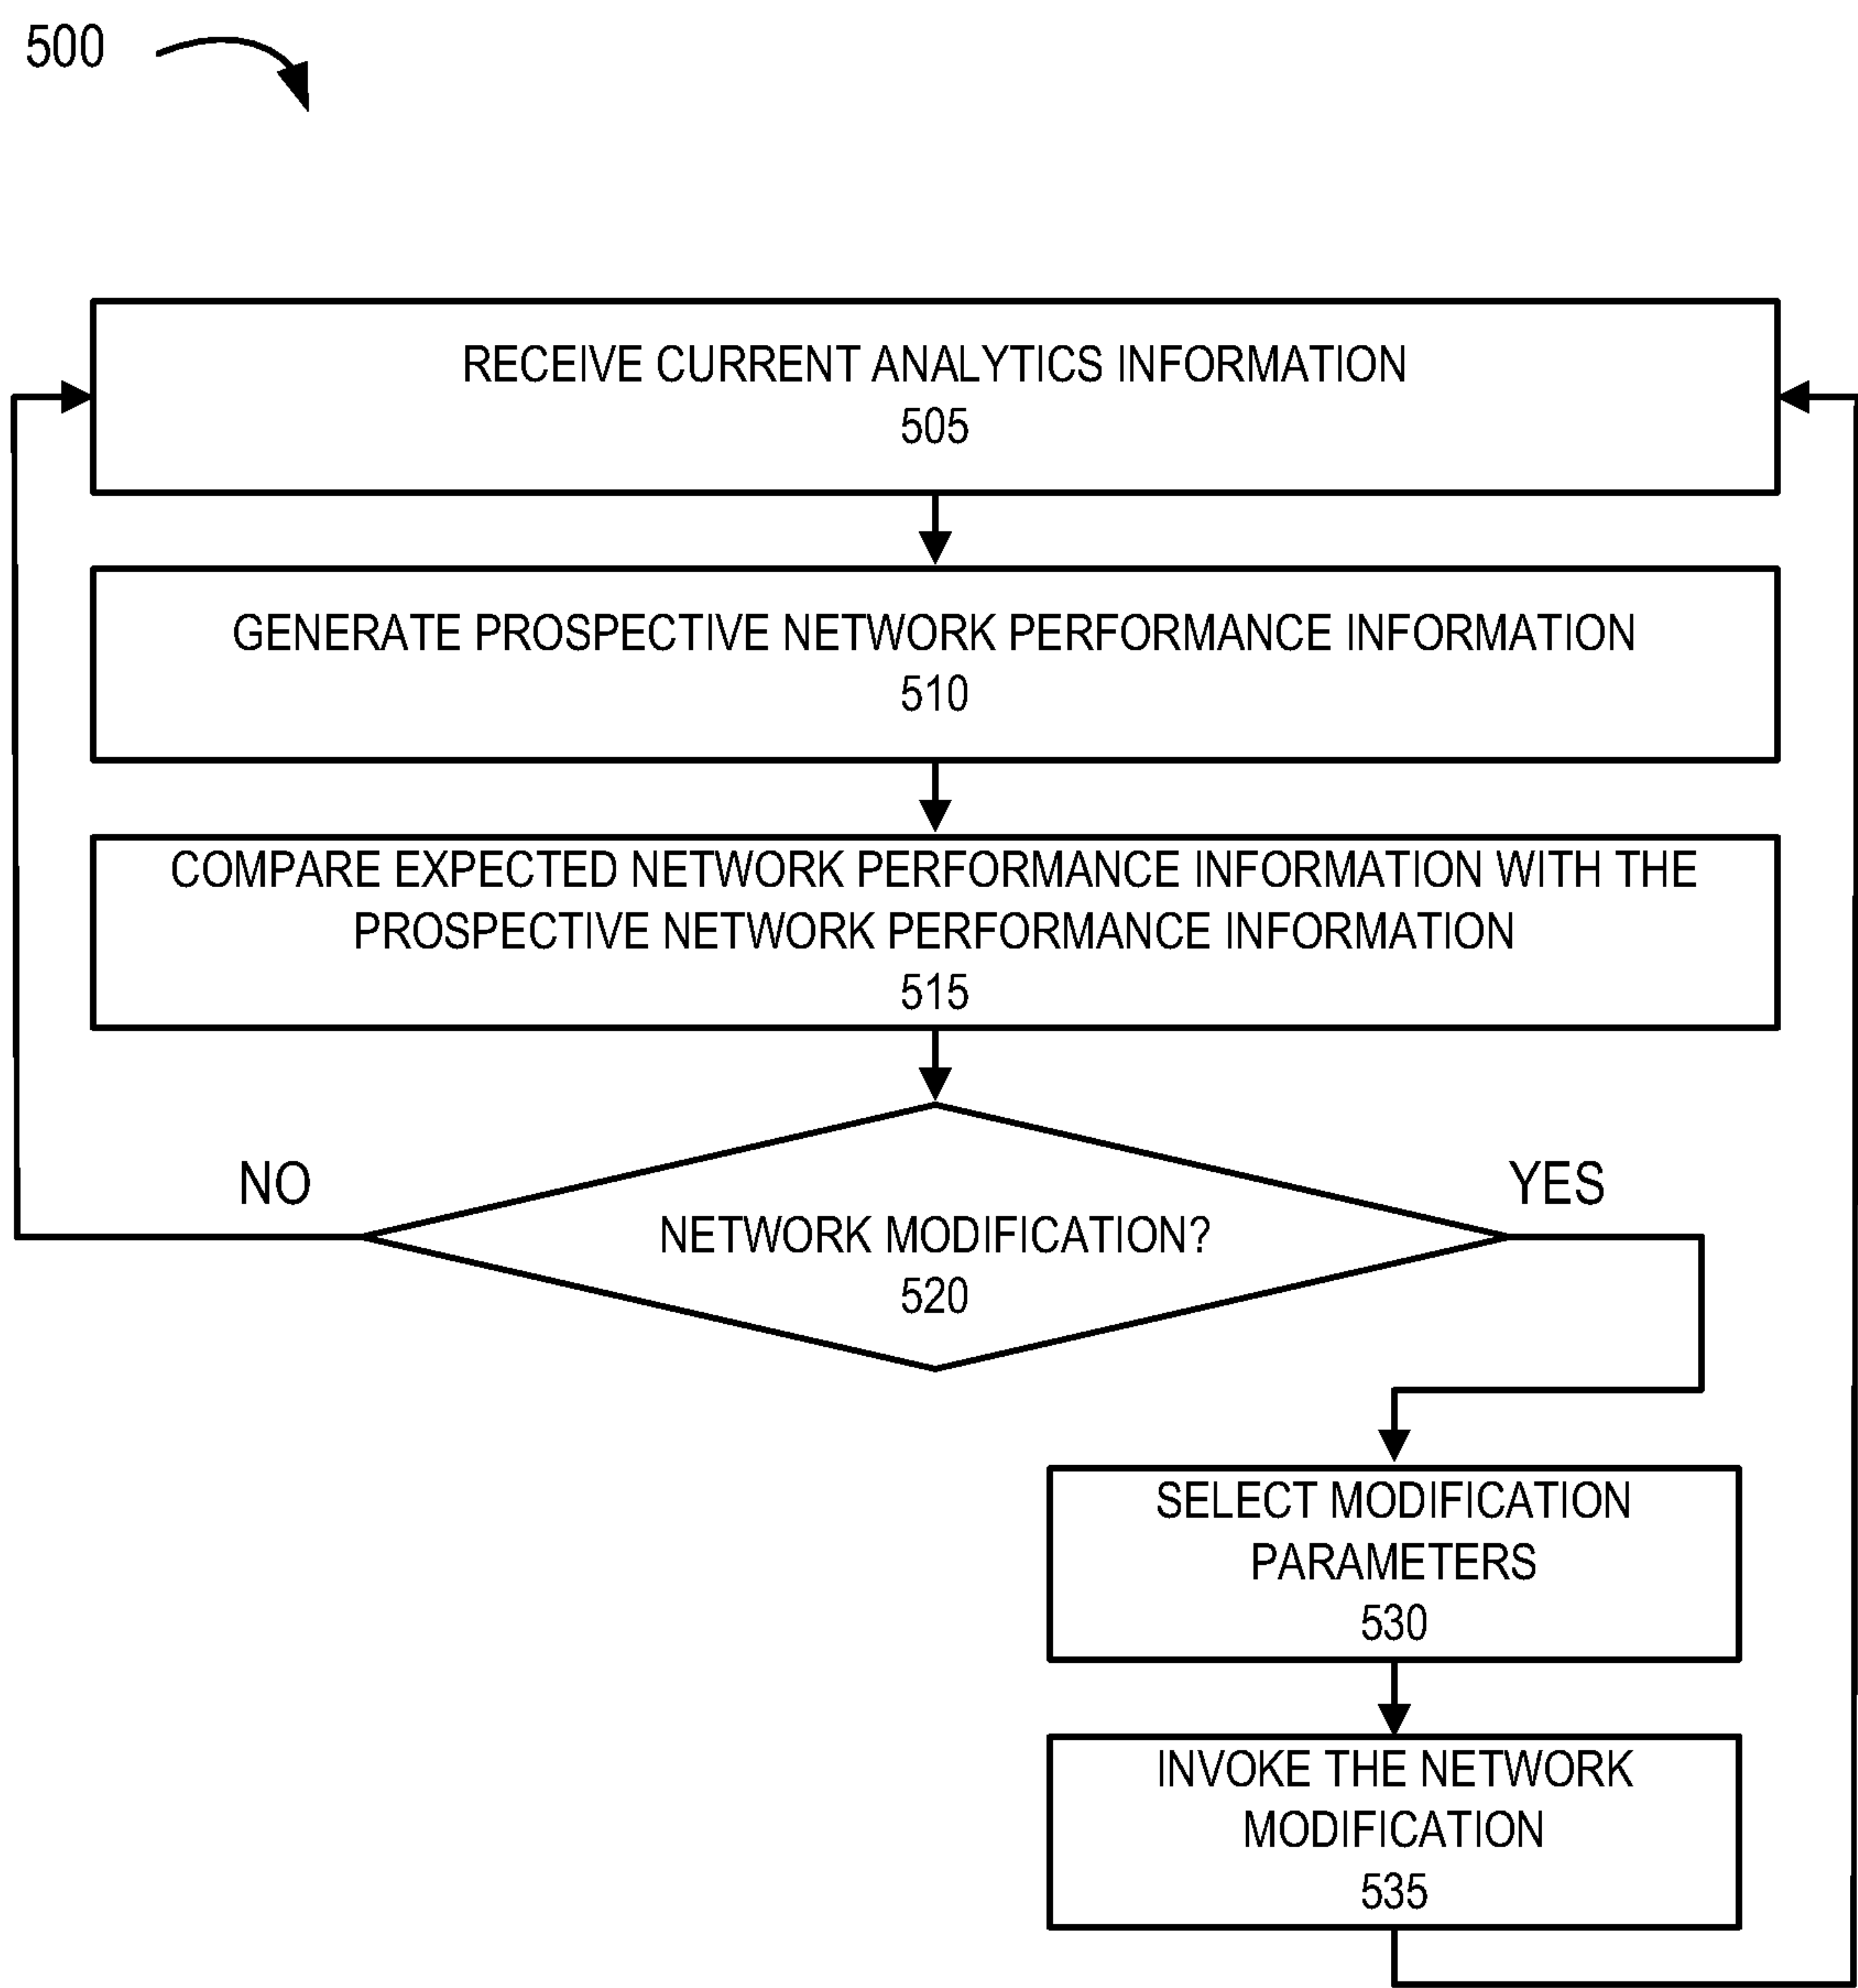 500
RECEIVE CURRENT ANALYTICS INFORMATION
505
GENERATE PROSPECTIVE NETWORK PERFORMANCE INFORMATION
510
COMPARE EXPECTED NETWORK PERFORMANCE INFORMATION WITH THE
PROSPECTIVE NETWORK PERFORMANCE INFORMATION
515
NO
YES
NETWORK MODIFICATION?
520
SELECT MODIFICATION
PARAMETERS
530
INVOKE THE NETWORK
MODIFICATION
535